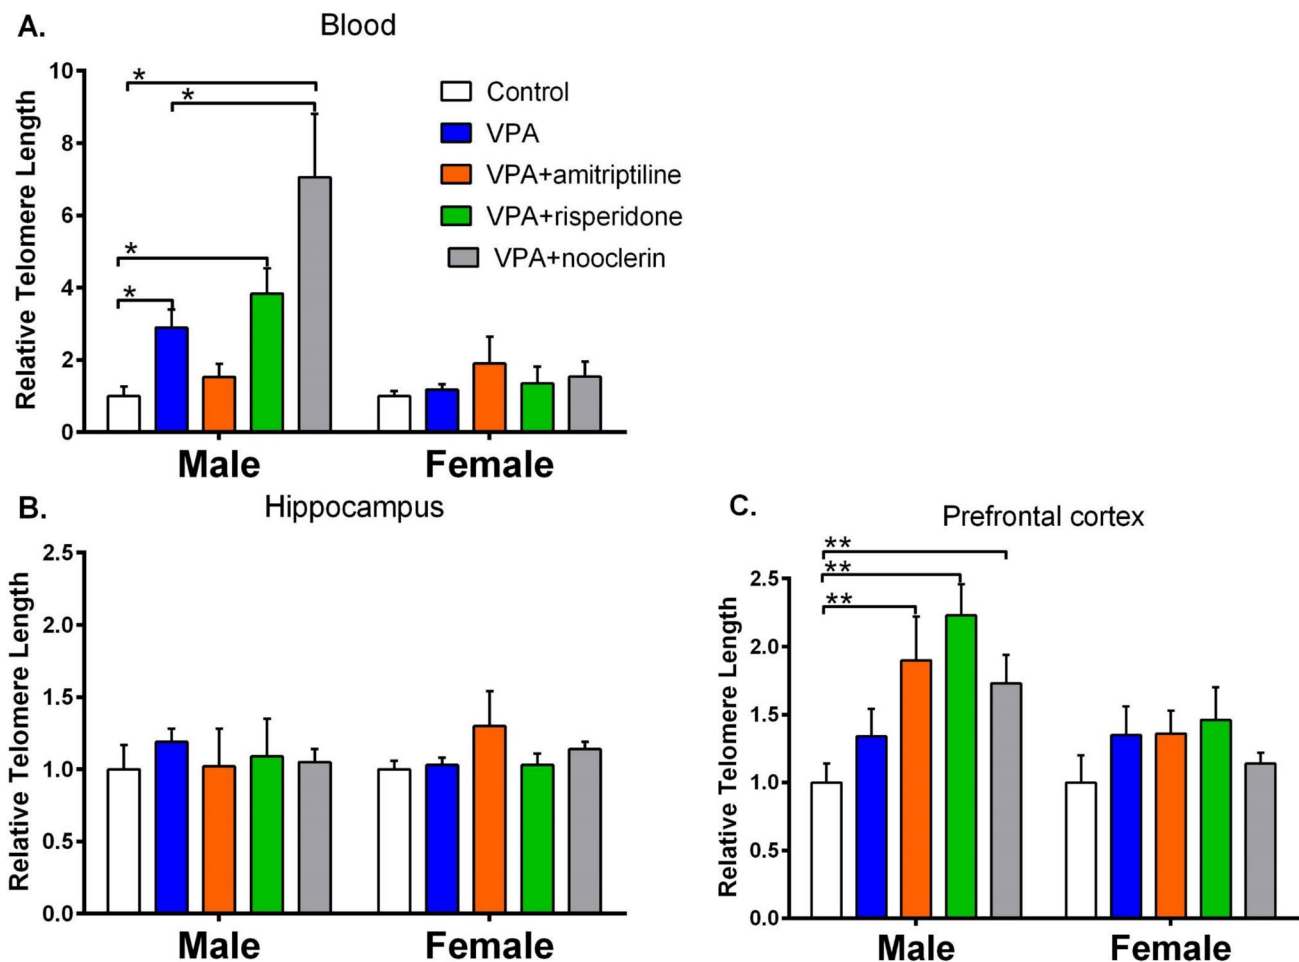 A.
Blood
Relative Telomere Length
10
8
6
4
2
0
*
*
*
*
Control
VPA
VPA+amitriptiline
VPA+risperidone
VPA+nooclerin
Male
Female
B.
Hippocampus
Relative Telomere Length
2.5
2.0
1.5
1.0
0.5
0.0
Male
Female
C.
Prefrontal cortex
Relative Telomere Length
2.5
2.0
1.5
1.0
0.5
0.0
**
**
**
Male
Female